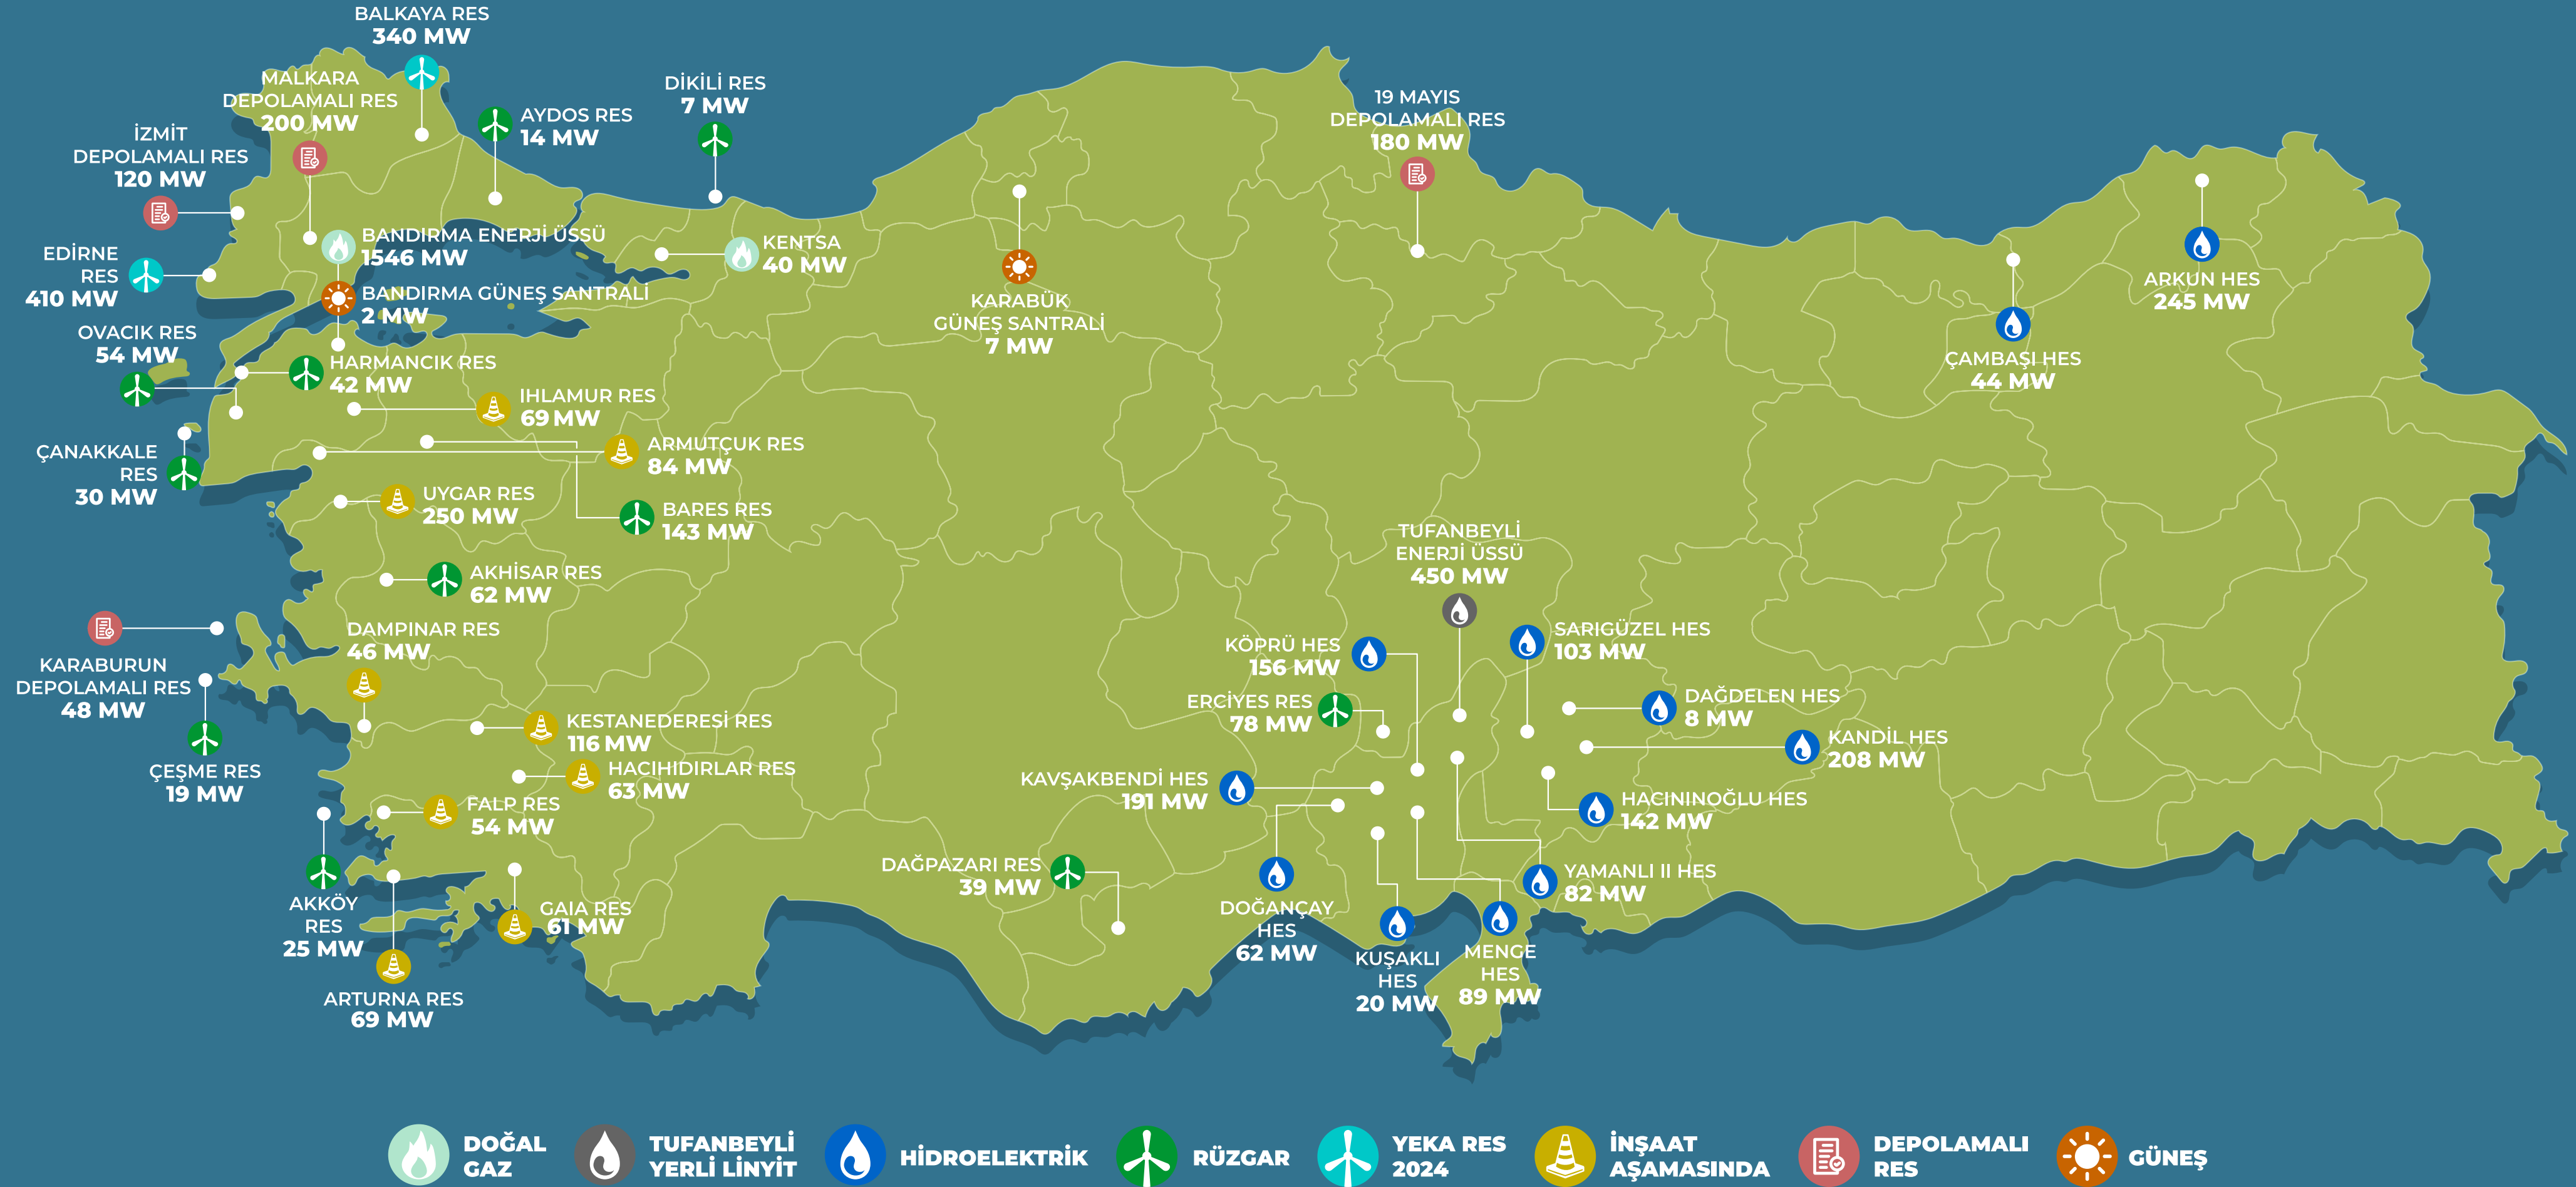 BALKAYA RES
340 MW
MALKARA
DEPOLAMALI RES
200 MW
AYDOS RES
14 MW
DİKİLİ RES
7 MW
19 MAYIS
DEPOLAMALI RES
180 MW
İZMİT
DEPOLAMALI RES
120 MW
EDİRNE
RES
410 MW
BANDIRMA ENERJİ ÜSSÜ
1546 MW
KENTSA
40 MW
BANDIRMA GÜNEŞ SANTRALİ
2 MW
KARABÜK
GÜNEŞ SANTRALİ
7 MW
ARKUN HES
245 MW
ÇAMBAŞI HES
44 MW
OVACIK RES
54 MW
HARMANCIK RES
42 MW
IHLAMUR RES
69 MW
ARMUTÇUK RES
84 MW
ÇANAKKALE
RES
30 MW
UYGAR RES
250 MW
BARES RES
143 MW
AKHİSAR RES
62 MW
TUFANBEYLİ
ENERJİ ÜSSÜ
450 MW
KARABURUN
DEPOLAMALI RES
48 MW
DAMPINAR RES
46 MW
KÖPRÜ HES
156 MW
SARIGÜZEL HES
103 MW
ERCİYES RES
78 MW
DAĞDELEN HES
8 MW
KANDİL HES
208 MW
ÇEŞME RES
19 MW
KESTANEDERESİ RES
116 MW
HACIHIDIRLAR RES
63 MW
KAVŞAKBENDİ HES
191 MW
HACININOĞLU HES
142 MW
FALP RES
54 MW
DAĞPAZARI RES
39 MW
YAMANLI II HES
82 MW
AKKÖY
RES
25 MW
GAIA RES
61 MW
DOĞANÇAY
HES
62 MW
KUŞAKLI
HES
20 MW
MENGE
HES
89 MW
ARTURNA RES
69 MW
DOĞAL
GAZ
TUFANBEYLİ
YERLİ LİNYİT
HİDROELEKTRİK
RÜZGAR
YEKA RES
2024
İNŞAAT
AŞAMASINDA
DEPOLAMALI
RES
GÜNEŞ